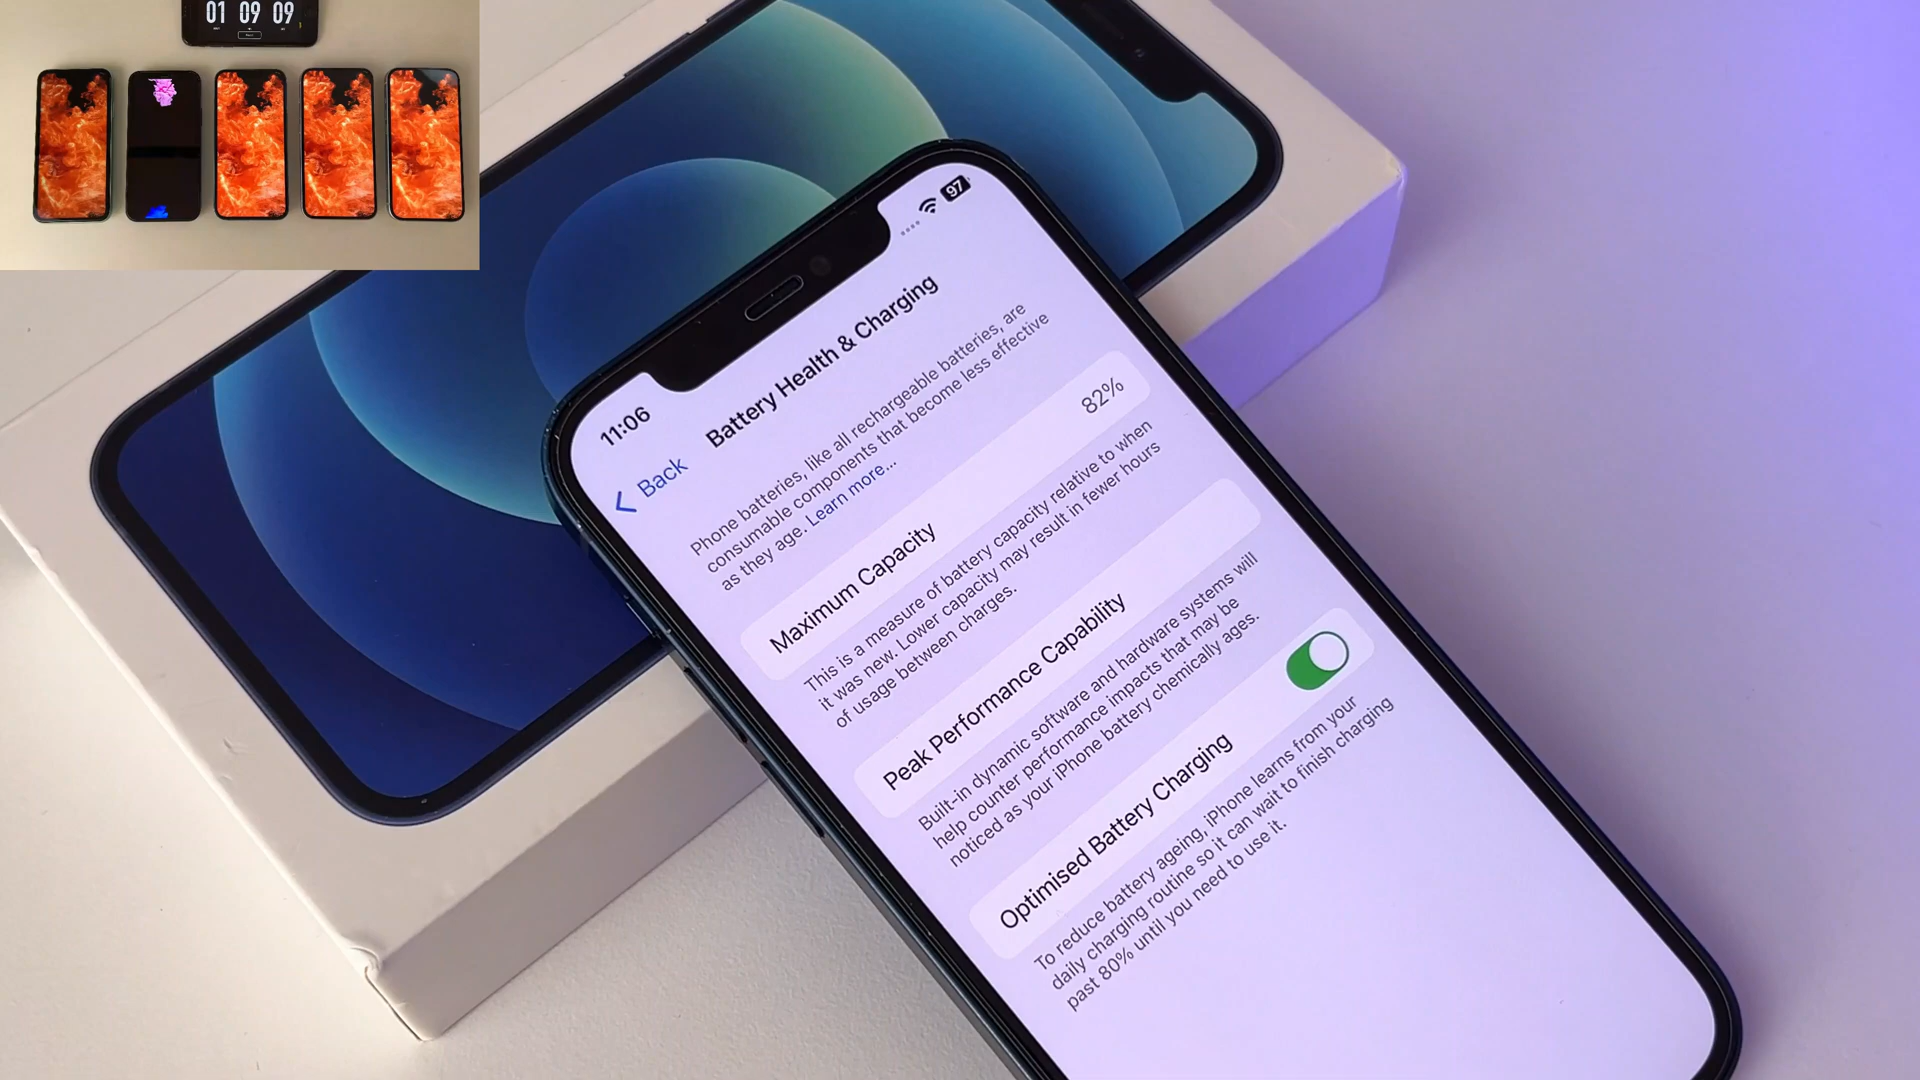 01 09 09
97
11:06
Back
Battery Health & Charging
Phone batteries, like all rechargeable batteries, are
consumable components that become less effective
as they age. Learn more...
Maximum Capacity 82%
This is a measure of battery capacity relative to when
it was new. Lower capacity may result in fewer hours
of usage between charges.
Peak Performance Capability
Built-in dynamic software and hardware systems will
help counter performance impacts that may be
noticed as your iPhone battery chemically ages.
Optimised Battery Charging
To reduce battery ageing, iPhone learns from your
daily charging routine so it can wait to finish charging
past 80% until you need to use it.